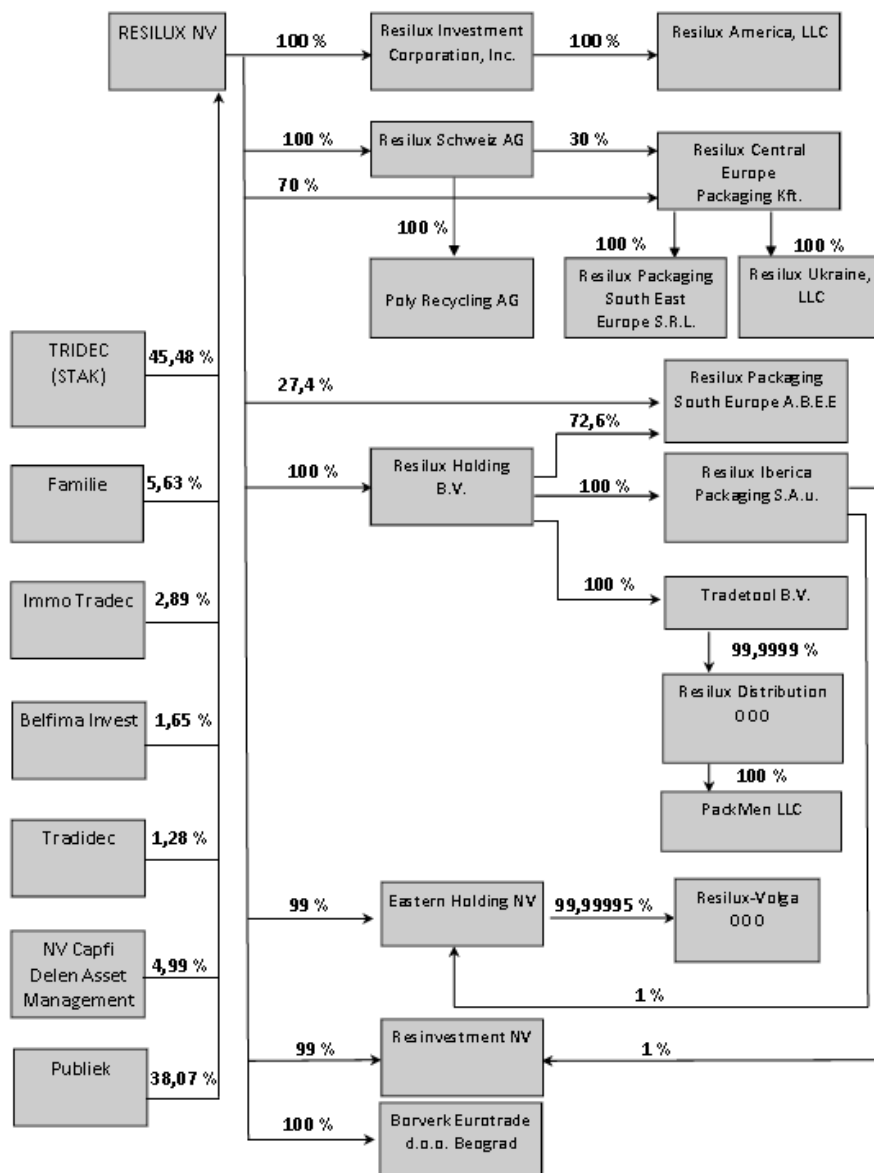 RESILUX NV
100 %
Resilux Investment
Corporation, Inc.
100 %
Resilux America, LLC
100 %
Resilux Schweiz AG
30 %
Resilux Central
Europe
Packaging Kft.
70 %
100 %
Poly Recycling AG
100 %
Resilux Packaging
South East
Europe S.R.L.
100 %
Resilux Ukraine,
LLC
TRIDEC
(STAK)
45,48 %
Familie
5,63 %
Immo Tradec
2,89 %
Belfima Invest
1,65 %
Tradidec
1,28 %
NV Capfi
Delen Asset
Management
4,99 %
Publiek
38,07 %
27,4 %
Resilux Packaging
South Europe A.B.E.E
72,6%
100 %
Resilux Holding
B.V.
100 %
Resilux Iberica
Packaging S.A.u.
100 %
Tradetool B.V.
99,9999 %
Resilux Distribution
OOO
100 %
PackMen LLC
99 %
Eastern Holding NV
99,99995 %
Resilux-Volga
OOO
1 %
99 %
Resinvestment NV
1 %
100 %
Borverk Eurotrade
d.o.o. Beograd